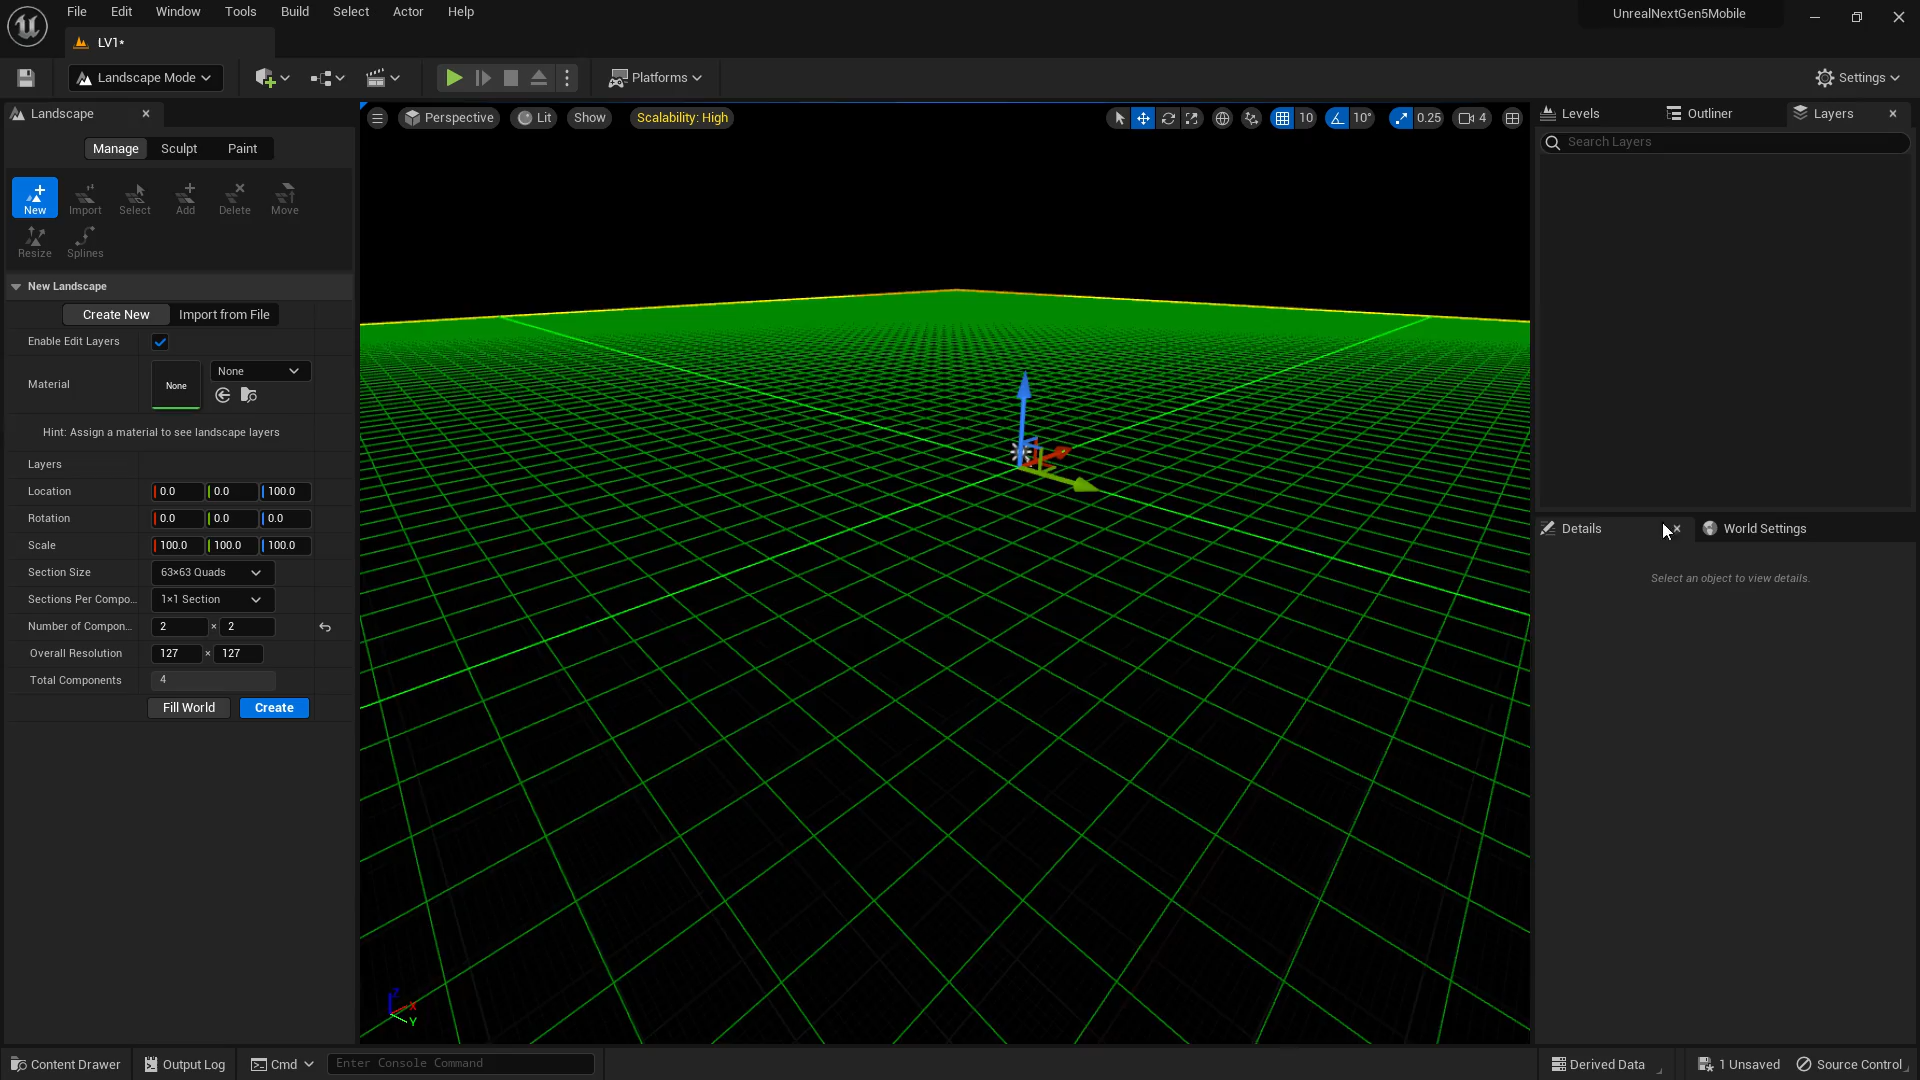 File Edit Window Tools Build Select Actor Help
UnrealNextGen5Mobile
LV1*
Landscape Mode
Platforms
Settings
Landscape
Perspective Lit Show Scalability: High
10 10° 0.25 4
Levels Outliner Layers
Search Layers
Manage Sculpt Paint
New Import Select Add Delete Move
Resize Splines
New Landscape
Create New Import from File
Enable Edit Layers
Material None None
Hint: Assign a material to see landscape layers
Layers
Location 0.0 0.0 100.0
Rotation 0.0 0.0 0.0
Scale 100.0 100.0 100.0
Section Size 63×63 Quads
Sections Per Compo... 1×1 Section
Number of Compon... 2 × 2
Overall Resolution 127 × 127
Total Components 4
Fill World Create
Details World Settings
Select an object to view details.
Z X Y
Content Drawer Output Log Cmd Enter Console Command
Derived Data 1 Unsaved Source Control